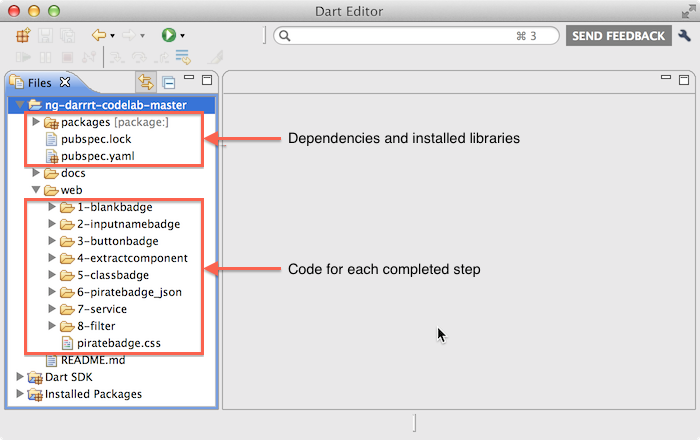 Dart Editor
⌘ 3
SEND FEEDBACK
Files
ng-darrrt-codelab-master
packages [package:]
pubspec.lock
pubspec.yaml
Dependencies and installed libraries
docs
web
1-blankbadge
2-inputnamebadge
3-buttonbadge
4-extractcomponent
5-classbadge
Code for each completed step
6-piratebadge_json
7-service
8-filter
piratebadge.css
README.md
Dart SDK
Installed Packages